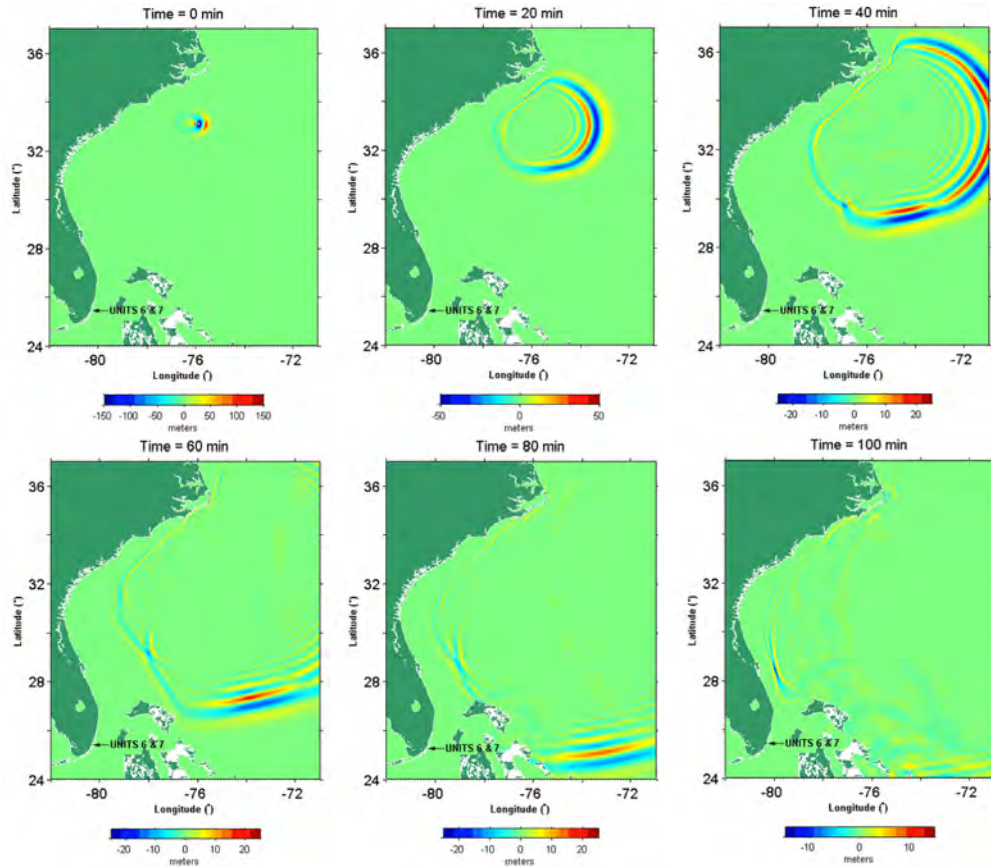 Time = 0 min
Time = 20 min
Time = 40 min
36
32
28
24
Latitude (°)
UNITS 6 & 7
-80
-76
-72
Longitude (°)
-150 -100 -50 0 50 100 150
meters
36
32
28
24
Latitude (°)
UNITS 6 & 7
-80
-76
-72
Longitude (°)
-50 0 50
meters
36
32
28
24
Latitude (°)
UNITS 6 & 7
-80
-76
-72
Longitude (°)
-20 -10 0 10 20
meters
Time = 60 min
Time = 80 min
Time = 100 min
36
32
28
24
Latitude (°)
UNITS 6 & 7
-80
-76
-72
Longitude (°)
-20 -10 0 10 20
meters
36
32
28
24
Latitude (°)
UNITS 6 & 7
-80
-76
-72
Longitude (°)
-20 -10 0 10 20
meters
36
32
28
24
Latitude (°)
UNITS 6 & 7
-80
-76
-72
Longitude (°)
-10 0 10
meters